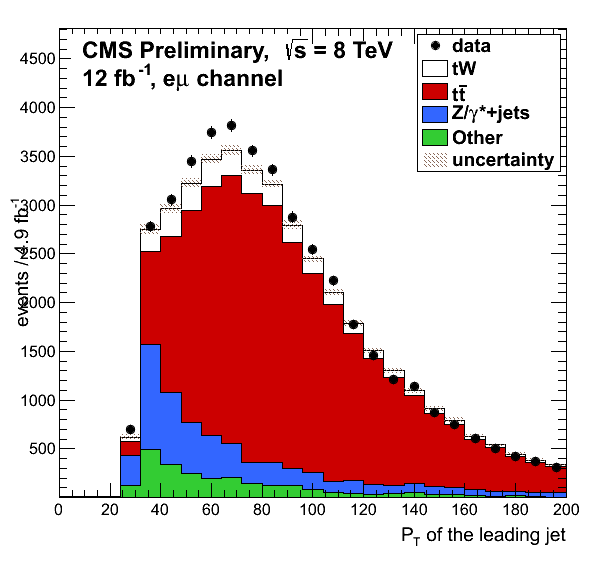 CMS Preliminary, √s = 8 TeV
12 fb⁻¹, eμ channel
data
tW
tt̅
Z/γ*+jets
Other
uncertainty
events / 4.9 fb⁻¹
4500
4000
3500
3000
2500
2000
1500
1000
500
0 20 40 60 80 100 120 140 160 180 200
P_T of the leading jet